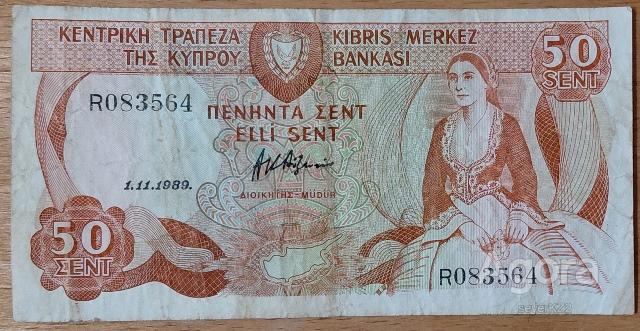 ΚΕΝΤΡΙΚΗ ΤΡΑΠΕΖΑ
ΤΗΣ ΚΥΠΡΟΥ
KIBRIS MERKEZ
BANKASI
50
SENT
R083564
ΠΕΝΗΝΤΑ ΣΕΝΤ
ELLİ SENT
1.11.1989.
ΔΙΟΙΚΗΤΗΣ-MÜDÜR
50
ΣΕΝΤ
R083564
Agora